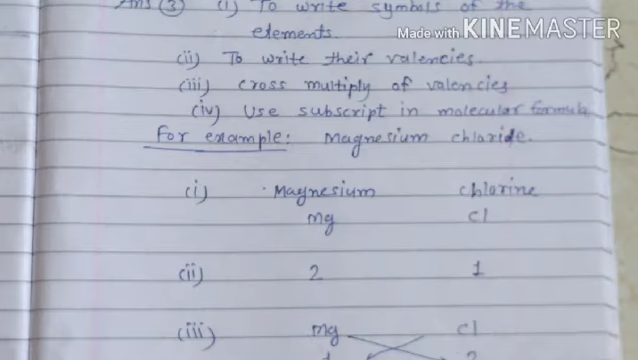 Ans (3) (i) To write symbols of the
Made with KINEMASTER
elements.
(ii) To write their valencies.
(iii) cross multiply of valencies
(iv) Use subscript in molecular formula
For example: Magnesium chloride.
(i) Magnesium chlorine
Mg Cl
(ii) 2 1
(iii) Mg Cl
1 2